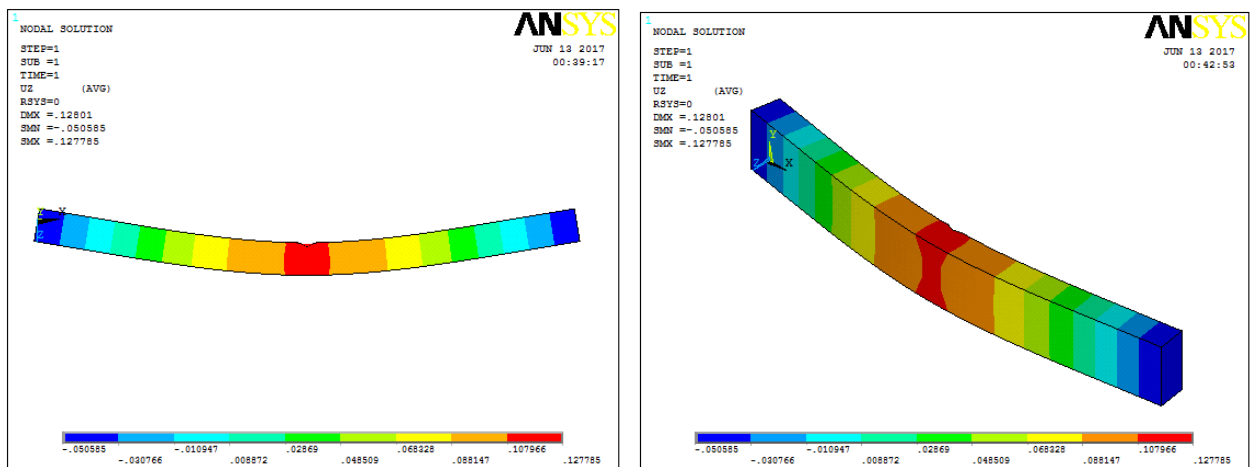 1
NODAL SOLUTION
STEP=1
SUB =1
TIME=1
UZ (AVG)
RSYS=0
DMX =.12801
SMN =-.050585
SMX =.127785
ANSYS
JUN 13 2017
00:39:17
Z X
Z
-.050585 -.010947 .02869 .068328 .107966
-.030766 .008872 .048509 .088147 .127785
1
NODAL SOLUTION
STEP=1
SUB =1
TIME=1
UZ (AVG)
RSYS=0
DMX =.12801
SMN =-.050585
SMX =.127785
ANSYS
JUN 13 2017
00:42:53
Y
Z X
-.050585 -.010947 .02869 .068328 .107966
-.030766 .008872 .048509 .088147 .127785